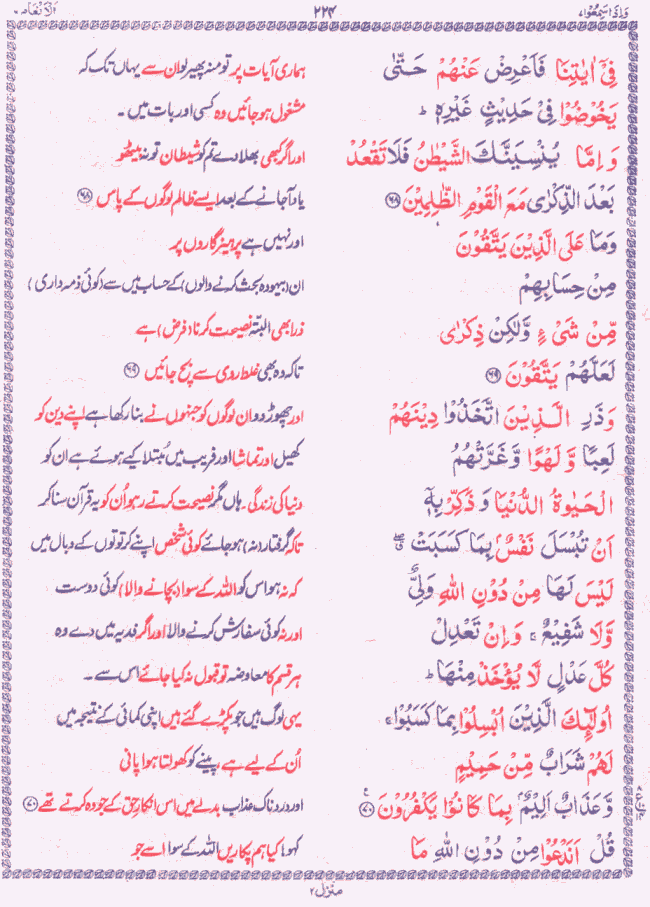 وَاِذَا سَمِعُوْا ۷ ۲۲۴ الانعام ۶
فِیْۤ اٰیٰتِنَا فَاَعْرِضْ عَنْهُمْ حَتّٰی ہماری آیات پر تو منہ پھیر لو ان سے یہاں تک کہ
یَخُوْضُوْا فِیْ حَدِیْثٍ غَیْرِهٖ ؕ مشغول ہو جائیں وہ کسی اور بات میں ۔
وَ اِمَّا یُنْسِیَنَّكَ الشَّیْطٰنُ فَلَا تَقْعُدْ اور اگر کبھی بھلا دے تم کو شیطان تو نہ بیٹھو
بَعْدَ الذِّكْرٰی مَعَ الْقَوْمِ الظّٰلِمِیْنَ ۶۸ یاد آجانے کے بعد ایسے ظالم لوگوں کے پاس ۶۸
وَمَا عَلَی الَّذِیْنَ یَتَّقُوْنَ اور نہیں ہے پرہیزگاروں پر
مِنْ حِسَابِهِمْ ان (بیہودہ بحث کرنے والوں) کے حساب میں سے (کوئی ذمہ داری)
مِّنْ شَیْءٍ وَّلٰكِنْ ذِكْرٰی ذرا بھی البتّہ نصیحت کرنا (فرض) ہے
لَعَلَّهُمْ یَتَّقُوْنَ ۶۹ تاکہ وہ بھی غلط روی سے بچ جائیں ۶۹
وَذَرِ الَّذِیْنَ اتَّخَذُوْا دِیْنَهُمْ اور چھوڑ دو ان لوگوں کو جنہوں نے بنا رکھا ہے اپنے دین کو
لَعِبًا وَّ لَهْوًا وَّ غَرَّتْهُمُ کھیل اور تماشا اور فریب میں مُبتلا کیے ہوئے ہے ان کو
الْحَیٰوةُ الدُّنْیَا وَ ذَكِّرْ بِهٖۤ دنیا کی زندگی ۔ ہاں مگر نصیحت کرتے رہو اُن کو یہ قرآن سنا کر
اَنْ تُبْسَلَ نَفْسٌۢ بِمَا كَسَبَتْ ۖۗ تاکہ گرفتار (نہ) ہو جائے کوئی شخص اپنے کرتوتوں کے وبال میں
لَیْسَ لَهَا مِنْ دُوْنِ اللّٰهِ وَلِیٌّ کہ نہ ہو اس کو اللہ کے سوا (بچانے والا) کوئی دوست
وَّلَا شَفِیْعٌ ۚ وَ اِنْ تَعْدِلْ اور نہ کوئی سفارش کرنے والا اور اگر فدیہ میں دے وہ
كُلَّ عَدْلٍ لَّا یُؤْخَذْ مِنْهَا ؕ ہر قسم کا معاوضہ تو قبول نہ کیا جائے اس سے ۔
اُولٰٓئِكَ الَّذِیْنَ اُبْسِلُوْا بِمَا كَسَبُوْا ۚ یہی لوگ ہیں جو پکڑے گئے ہیں اپنی کمائی کے نتیجہ میں
لَهُمْ شَرَابٌ مِّنْ حَمِیْمٍ اُن کے لیے ہے ، پینے کو کھولتا ہوا پانی
وَّ عَذَابٌ اَلِیْمٌۢ بِمَا كَانُوْا یَكْفُرُوْنَ ۷۰ اور درد ناک عذاب بدلے میں اس انکارِ حق کے جو وہ کرتے تھے ۷۰
قُلْ اَنَدْعُوْا مِنْ دُوْنِ اللّٰهِ مَا کہو! کیا ہم پکاریں اللہ کے سوا اسے جو
منزل ۲